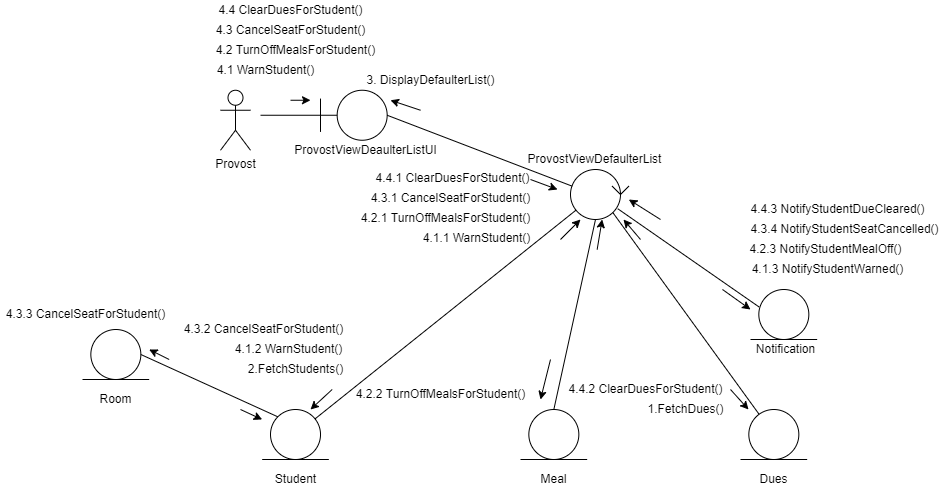 4.4 ClearDuesForStudent()
4.3 CancelSeatForStudent()
4.2 TurnOffMealsForStudent()
4.1 WarnStudent()
3. DisplayDefaulterList()
Provost
ProvostViewDeaulterListUI
ProvostViewDefaulterList
4.4.1 ClearDuesForStudent()
4.3.1 CancelSeatForStudent()
4.2.1 TurnOffMealsForStudent()
4.1.1 WarnStudent()
4.4.3 NotifyStudentDueCleared()
4.3.4 NotifyStudentSeatCancelled()
4.2.3 NotifyStudentMealOff()
4.1.3 NotifyStudentWarned()
Notification
4.3.3 CancelSeatForStudent()
Room
4.3.2 CancelSeatForStudent()
4.1.2 WarnStudent()
2.FetchStudents()
4.2.2 TurnOffMealsForStudent()
4.4.2 ClearDuesForStudent()
1.FetchDues()
Student
Meal
Dues